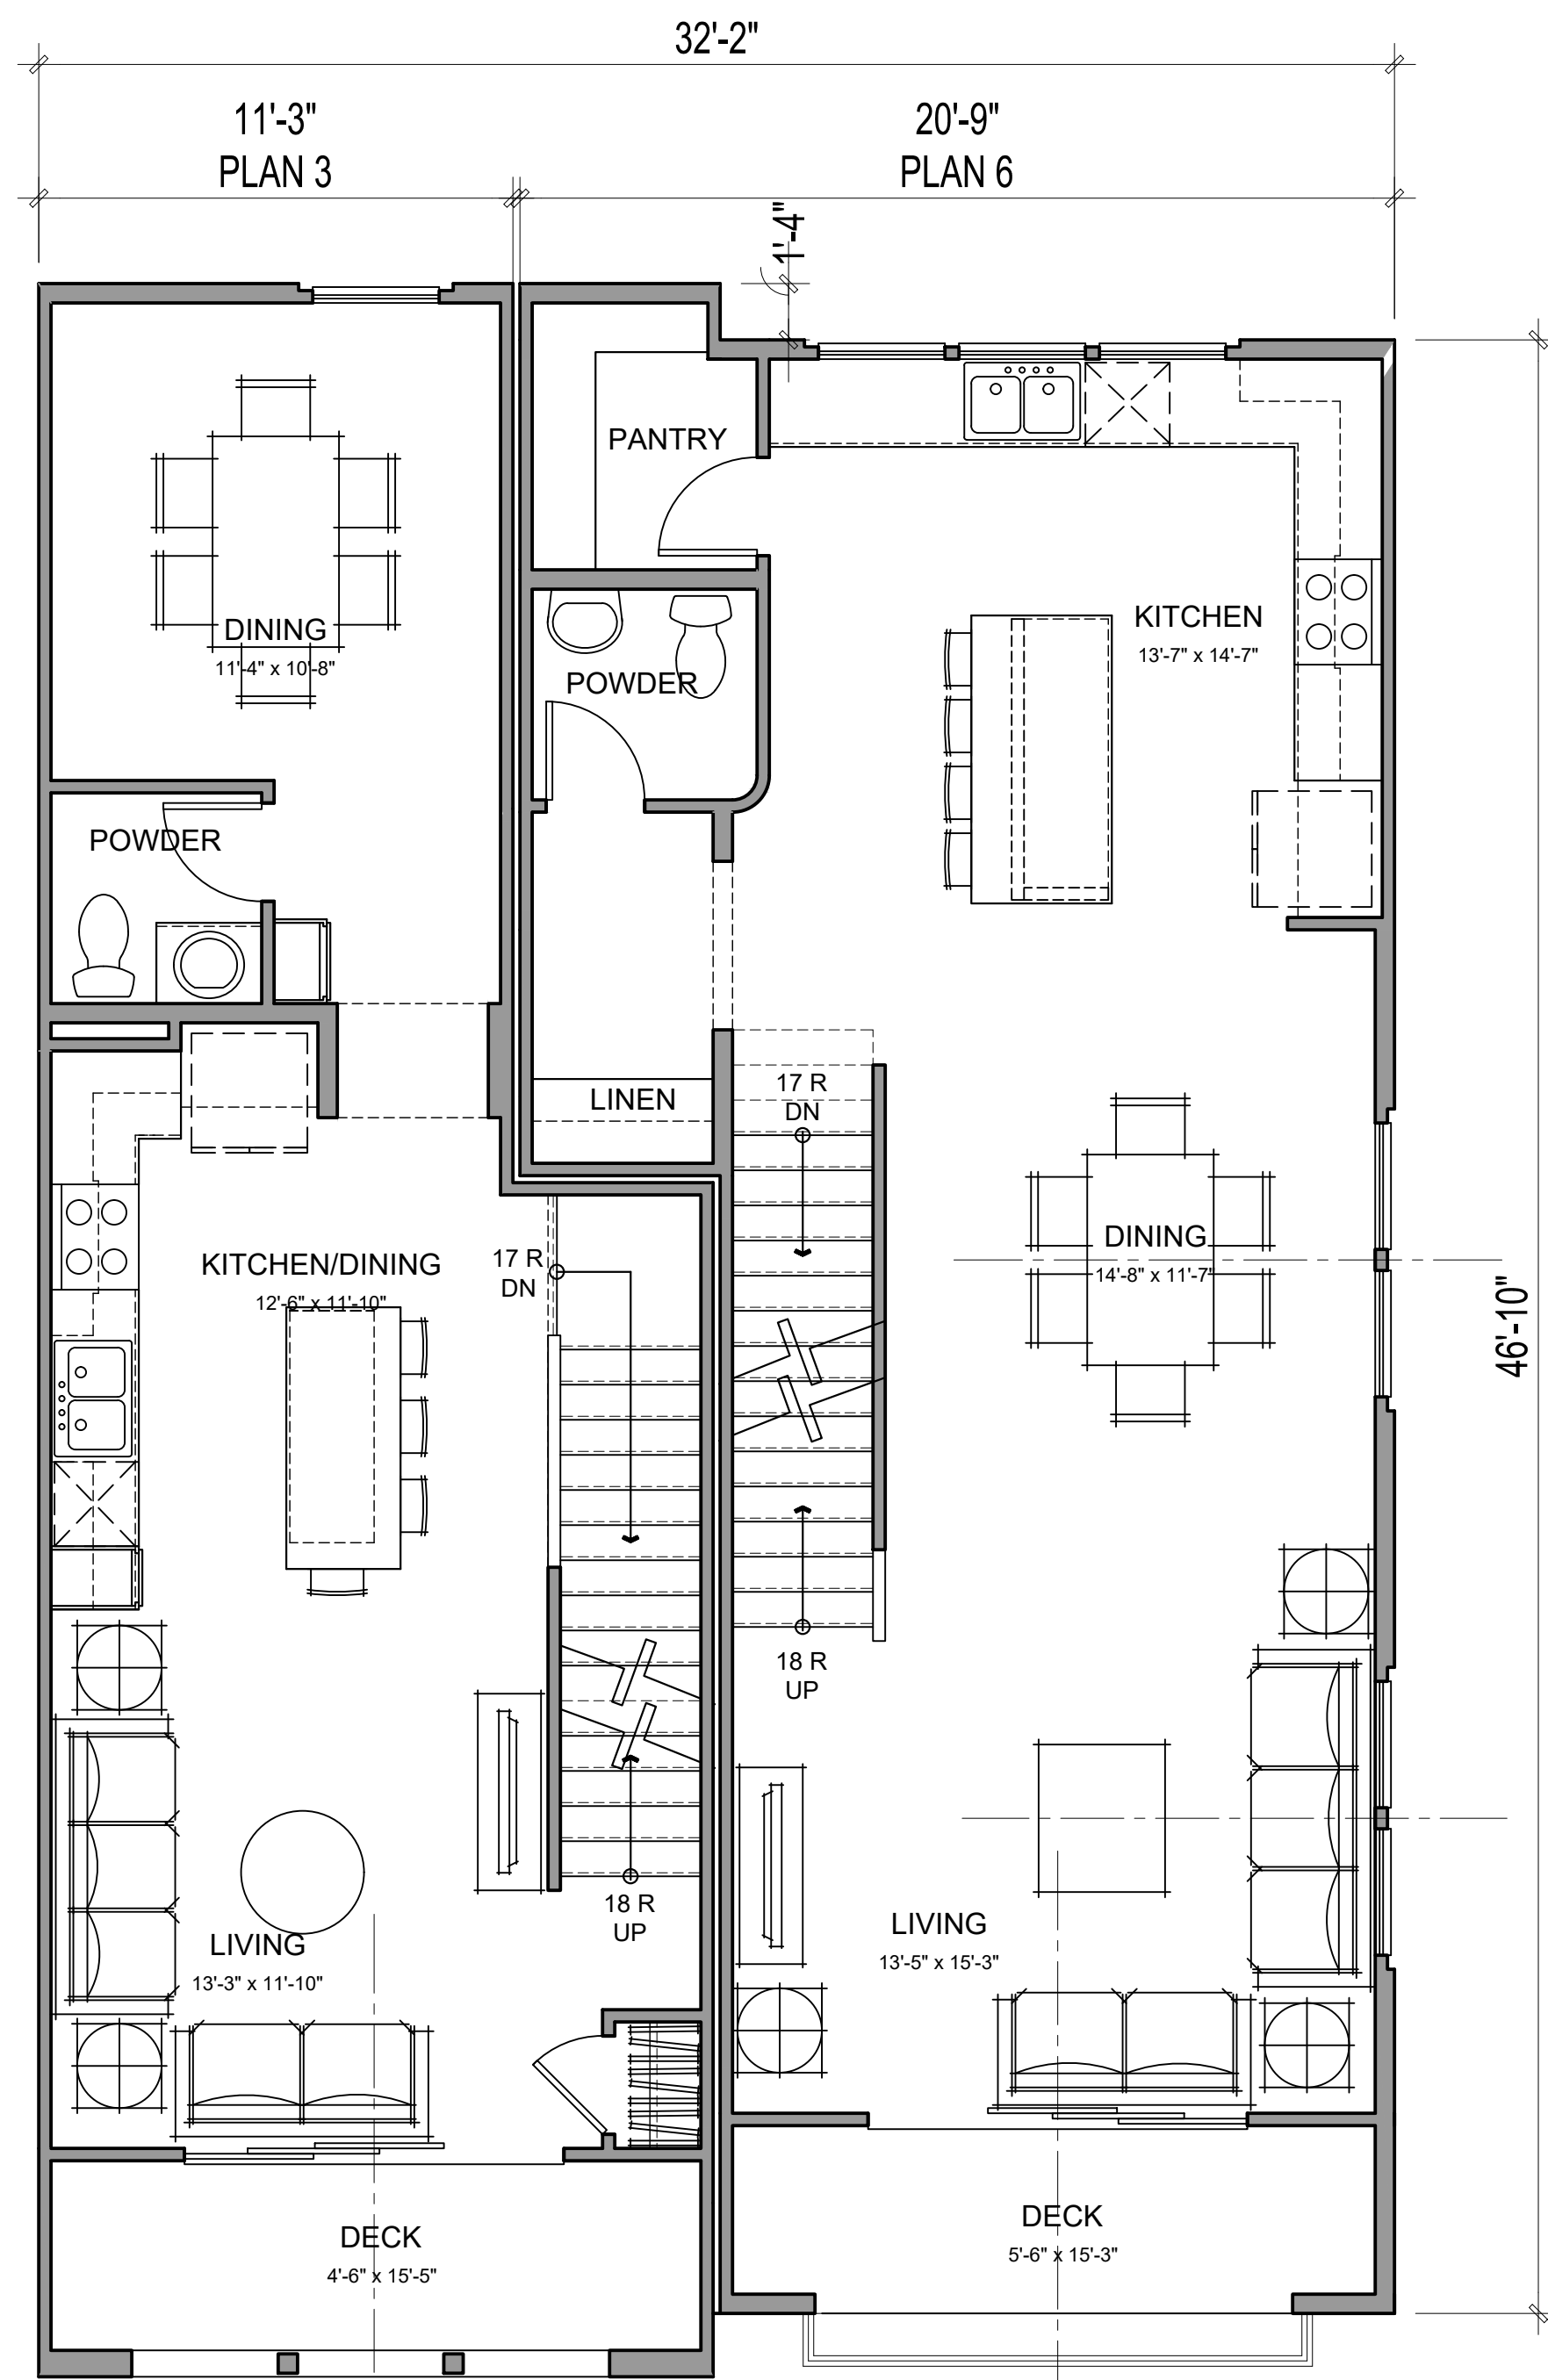 32'-2"
11'-3"
PLAN 3
20'-9"
PLAN 6
1'-4"
PANTRY
DINING
11'-4" x 10'-8"
KITCHEN
13'-7" x 14'-7"
POWDER
POWDER
LINEN
17 R
DN
DINING
14'-8" x 11'-7"
46'-10"
KITCHEN/DINING
12'-6" x 11'-10"
17 R
DN
18 R
UP
18 R
UP
LIVING
13'-3" x 11'-10"
LIVING
13'-5" x 15'-3"
DECK
4'-6" x 15'-5"
DECK
5'-6" x 15'-3"